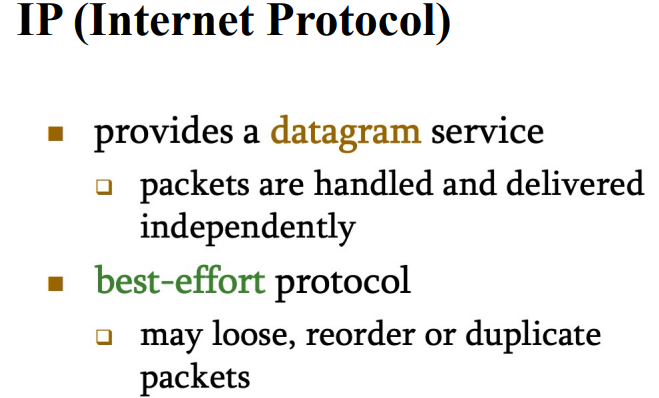 IP (Internet Protocol)
provides a datagram service
packets are handled and delivered
independently
best-effort protocol
may loose, reorder or duplicate
packets